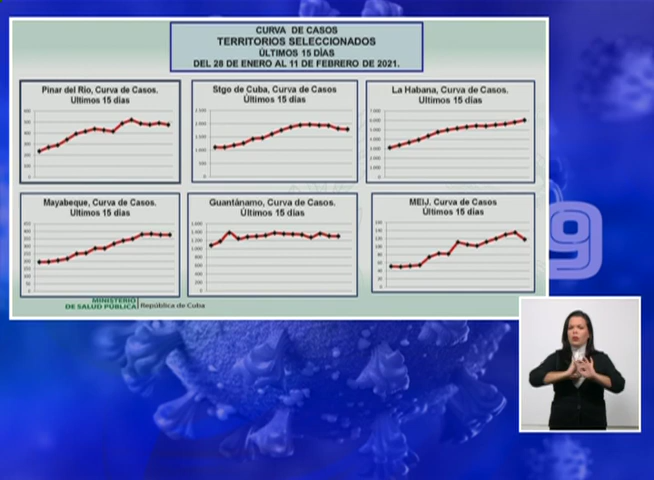 CURVA DE CASOS
TERRITORIOS SELECCIONADOS
ÚLTIMOS 15 DÍAS
DEL 28 DE ENERO AL 11 DE FEBRERO DE 2021.
Pinar del Río, Curva de Casos.
Últimos 15 días
Stgo de Cuba, Curva de Casos
Últimos 15 días
La Habana, Curva de Casos.
Últimos 15 días
Mayabeque, Curva de Casos.
Últimos 15 días
Guantánamo, Curva de Casos.
Últimos 15 días
MEIJ. Curva de Casos
Últimos 15 días
MINISTERIO
DE SALUD PÚBLICA
República de Cuba
9